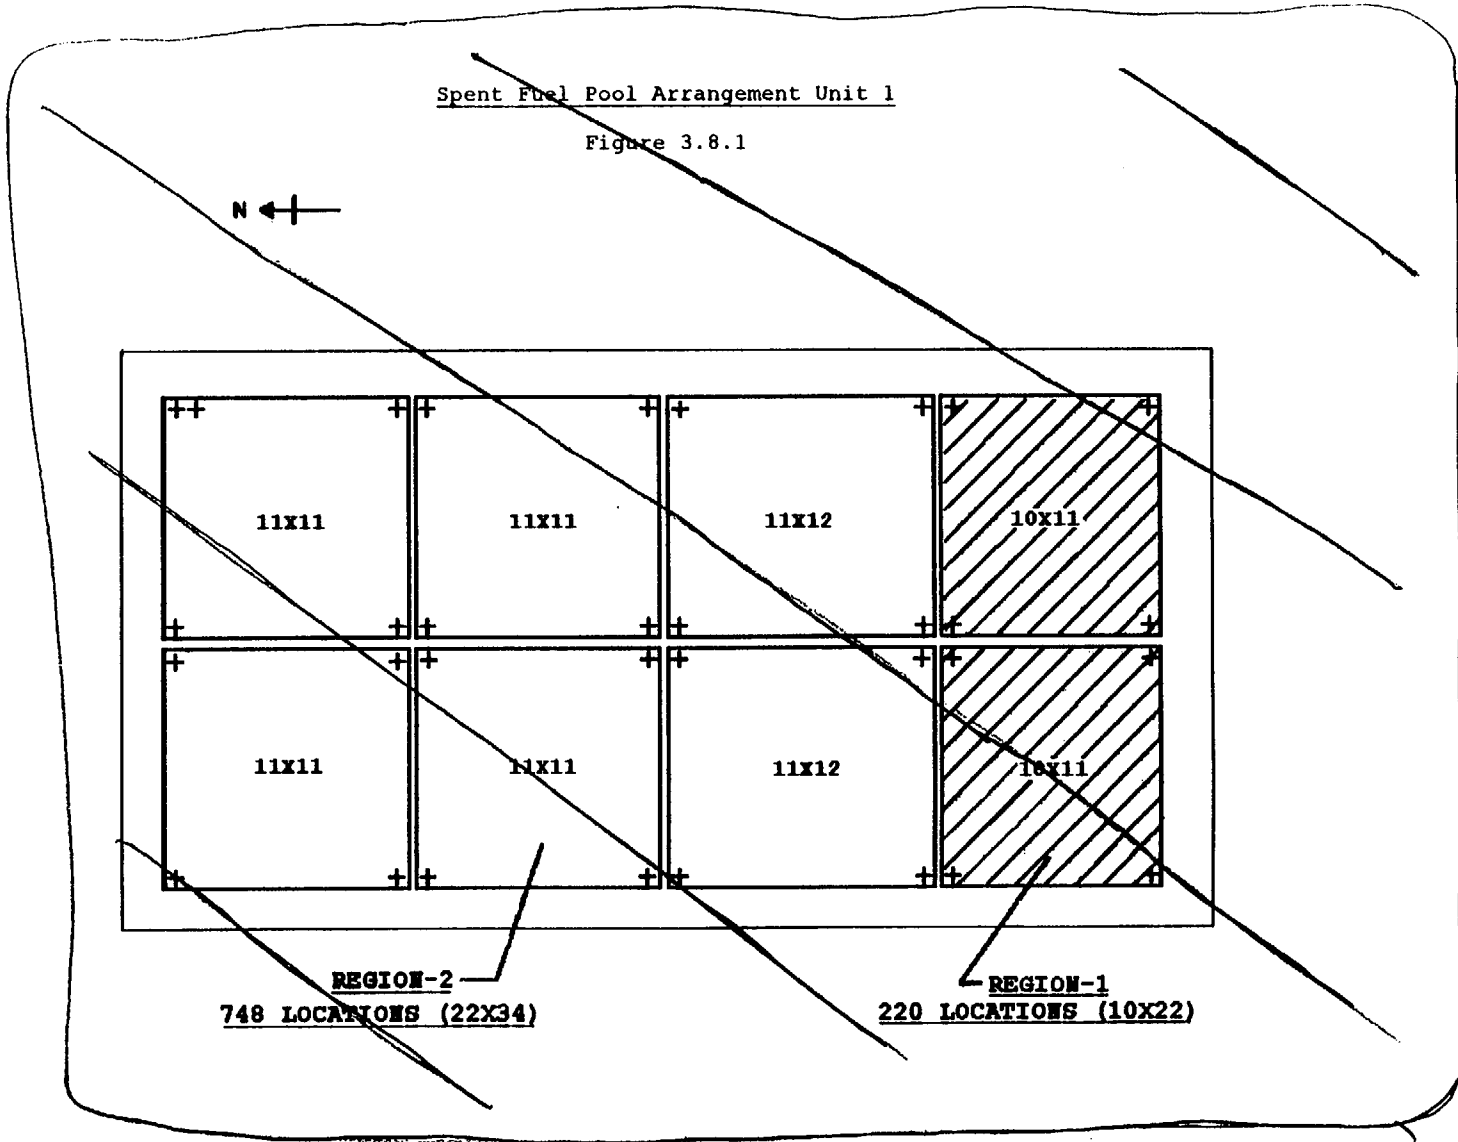 Spent Fuel Pool Arrangement Unit 1
Figure 3.8.1
N
11X11 11X11 11X12 10X11
11X11 11X11 11X12 10X11
REGION-2
748 LOCATIONS (22X34)
REGION-1
220 LOCATIONS (10X22)